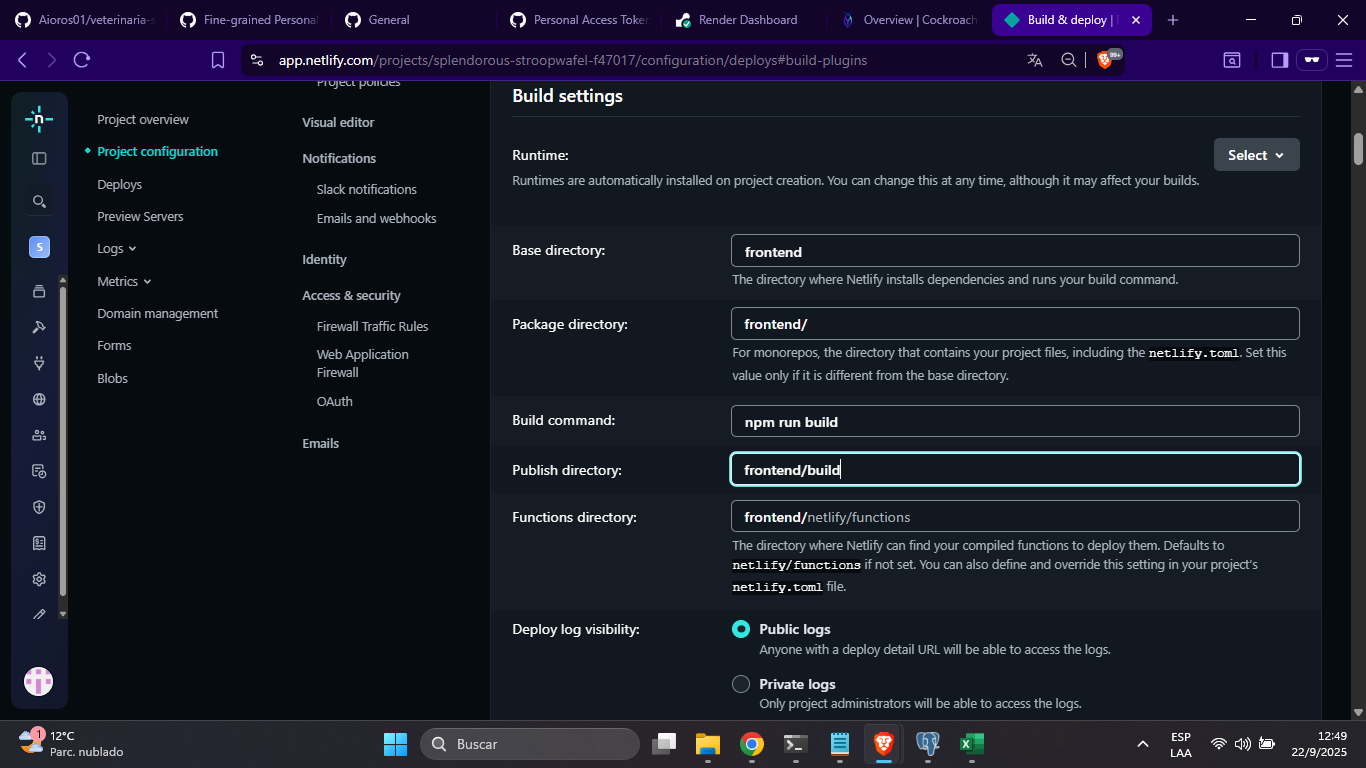 Aioros01/veterinaria-s
Fine-grained Personal
General
Personal Access Token
Render Dashboard
Overview | Cockroach
Build & deploy |
app.netlify.com/projects/splendorous-stroopwafel-f47017/configuration/deploys#build-plugins
99+
Project overview
Project configuration
Deploys
Preview Servers
Logs
Metrics
Domain management
Forms
Blobs
S
Project policies
Visual editor
Notifications
Slack notifications
Emails and webhooks
Identity
Access & security
Firewall Traffic Rules
Web Application
Firewall
OAuth
Emails
Build settings
Runtime:
Select
Runtimes are automatically installed on project creation. You can change this at any time, although it may affect your builds.
Base directory:
frontend
The directory where Netlify installs dependencies and runs your build command.
Package directory:
frontend/
For monorepos, the directory that contains your project files, including the netlify.toml. Set this
value only if it is different from the base directory.
Build command:
npm run build
Publish directory:
frontend/build
Functions directory:
frontend/netlify/functions
The directory where Netlify can find your compiled functions to deploy them. Defaults to
netlify/functions if not set. You can also define and override this setting in your project's
netlify.toml file.
Deploy log visibility:
Public logs
Anyone with a deploy detail URL will be able to access the logs.
Private logs
Only project administrators will be able to access the logs.
1
12°C
Parc. nublado
Buscar
ESP
LAA
12:49
22/9/2025